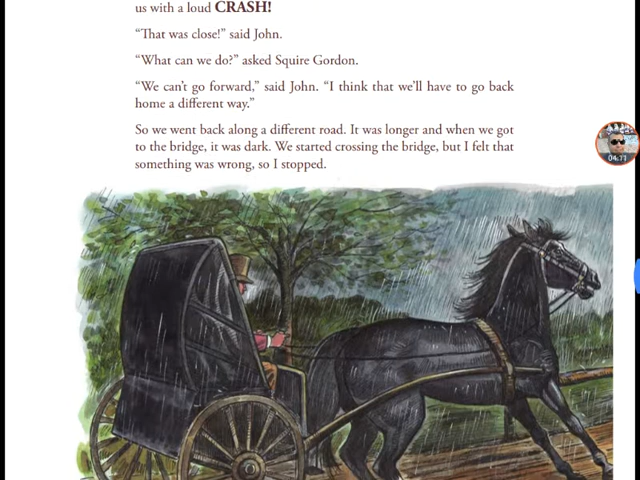 us with a loud CRASH!
“That was close!” said John.
“What can we do?” asked Squire Gordon.
“We can’t go forward,” said John. “I think that we’ll have to go back
home a different way.”
So we went back along a different road. It was longer and when we got
to the bridge, it was dark. We started crossing the bridge, but I felt that
something was wrong, so I stopped.